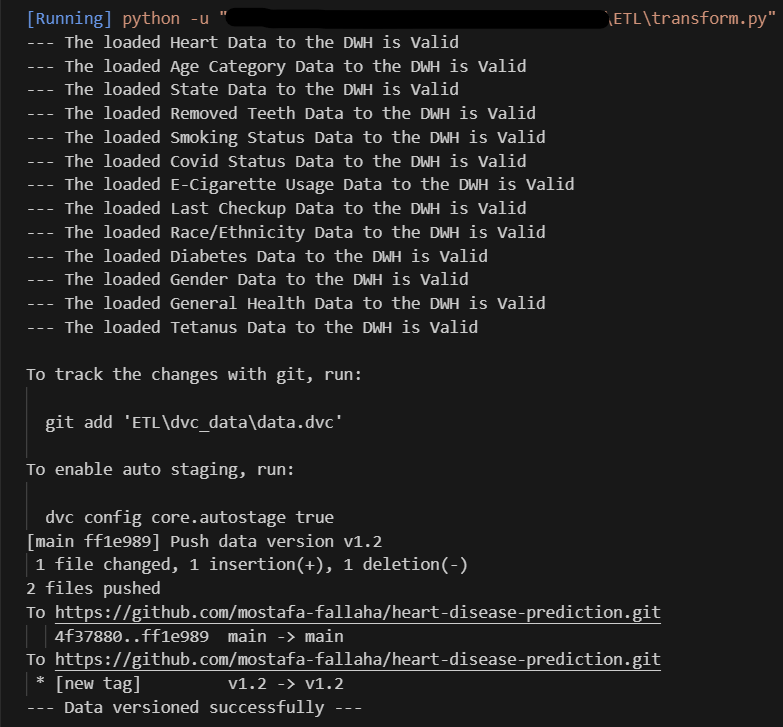 [Running] python -u "\ETL\transform.py"
--- The loaded Heart Data to the DWH is Valid
--- The loaded Age Category Data to the DWH is Valid
--- The loaded State Data to the DWH is Valid
--- The loaded Removed Teeth Data to the DWH is Valid
--- The loaded Smoking Status Data to the DWH is Valid
--- The loaded Covid Status Data to the DWH is Valid
--- The loaded E-Cigarette Usage Data to the DWH is Valid
--- The loaded Last Checkup Data to the DWH is Valid
--- The loaded Race/Ethnicity Data to the DWH is Valid
--- The loaded Diabetes Data to the DWH is Valid
--- The loaded Gender Data to the DWH is Valid
--- The loaded General Health Data to the DWH is Valid
--- The loaded Tetanus Data to the DWH is Valid
To track the changes with git, run:
git add 'ETL\dvc_data\data.dvc'
To enable auto staging, run:
dvc config core.autostage true
[main ff1e989] Push data version v1.2
1 file changed, 1 insertion(+), 1 deletion(-)
2 files pushed
To https://github.com/mostafa-fallaha/heart-disease-prediction.git
4f37880..ff1e989  main -> main
To https://github.com/mostafa-fallaha/heart-disease-prediction.git
* [new tag]         v1.2 -> v1.2
--- Data versioned successfully ---